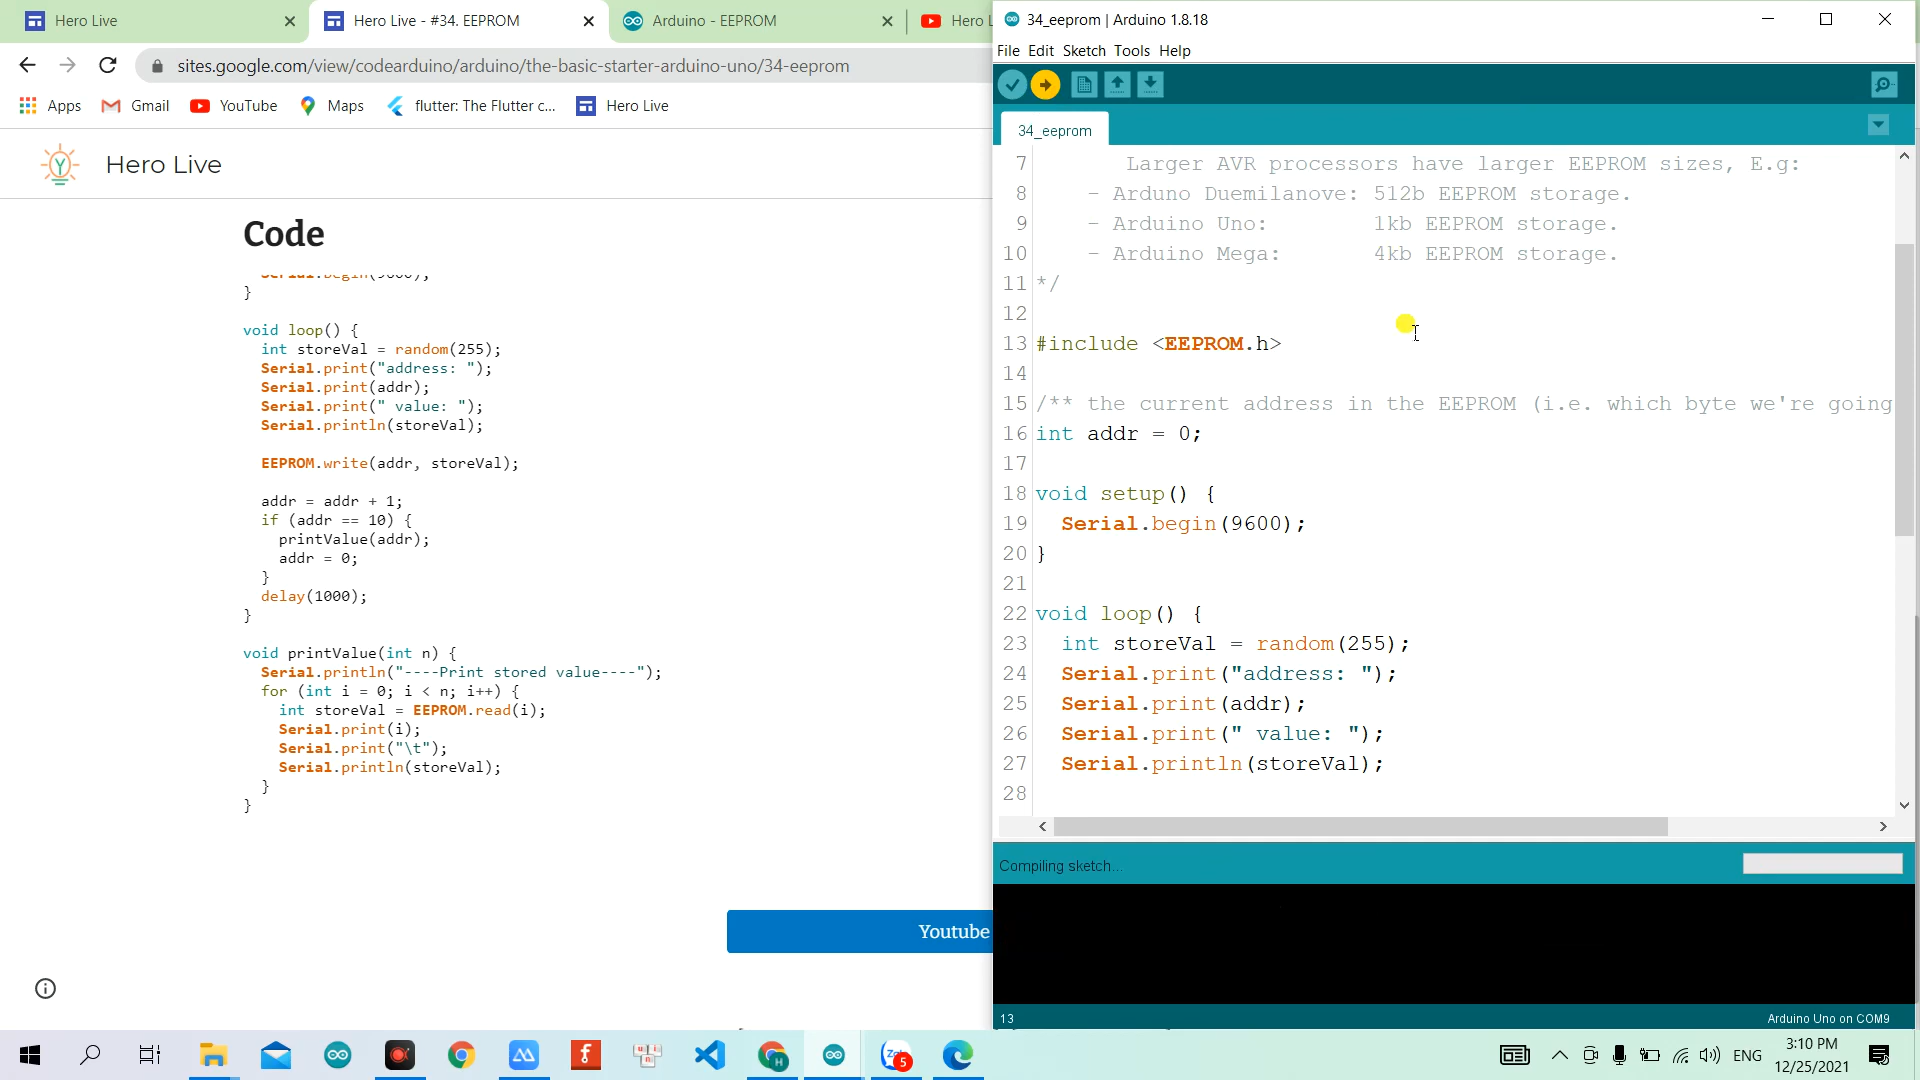 Hero Live
Hero Live - #34. EEPROM
Arduino - EEPROM
Hero L
sites.google.com/view/codearduino/arduino/the-basic-starter-arduino-uno/34-eeprom
Apps
Gmail
YouTube
Maps
flutter: The Flutter c...
Hero Live
Hero Live
Code
Serial.begin(9600);
}
void loop() {
int storeVal = random(255);
Serial.print("address: ");
Serial.print(addr);
Serial.print(" value: ");
Serial.println(storeVal);
EEPROM.write(addr, storeVal);
addr = addr + 1;
if (addr == 10) {
printValue(addr);
addr = 0;
}
delay(1000);
}
void printValue(int n) {
Serial.println("----Print stored value----");
for (int i = 0; i < n; i++) {
int storeVal = EEPROM.read(i);
Serial.print(i);
Serial.print("\t");
Serial.println(storeVal);
}
}
Youtube
34_eeprom | Arduino 1.8.18
File Edit Sketch Tools Help
34_eeprom
7 Larger AVR processors have larger EEPROM sizes, E.g:
8 - Arduno Duemilanove: 512b EEPROM storage.
9 - Arduino Uno: 1kb EEPROM storage.
10 - Arduino Mega: 4kb EEPROM storage.
11 */
12
13 #include <EEPROM.h>
14
15 /** the current address in the EEPROM (i.e. which byte we're going
16 int addr = 0;
17
18 void setup() {
19 Serial.begin(9600);
20 }
21
22 void loop() {
23 int storeVal = random(255);
24 Serial.print("address: ");
25 Serial.print(addr);
26 Serial.print(" value: ");
27 Serial.println(storeVal);
28
Compiling sketch...
13
Arduino Uno on COM9
5
ENG
3:10 PM
12/25/2021